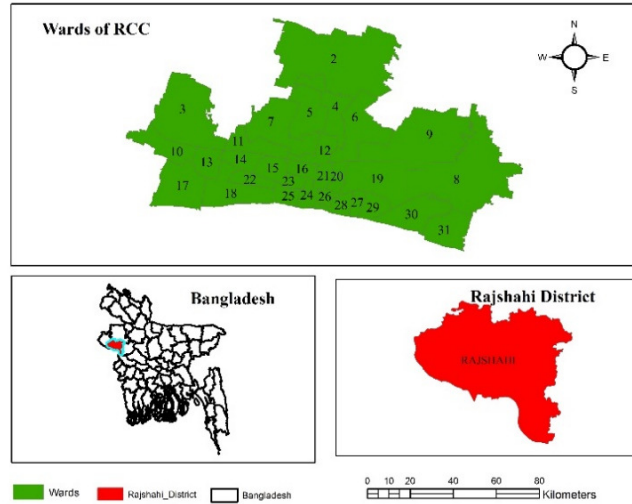 Wards of RCC
N
W E
S
2
3
5 4
7 6
9
11
10 14 12
13 15 16
17 22 23 21 20 19 8
18 25 24 26
28 27 29 30
31
Bangladesh
Rajshahi District
RAJSHAHI
Wards Rajshahi_District Bangladesh
0 5 10 20 40 60 80
Kilometers